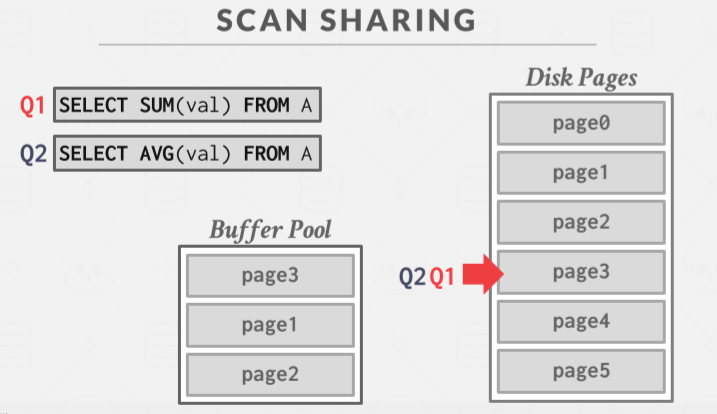 SCAN SHARING
Q1 SELECT SUM(val) FROM A
Q2 SELECT AVG(val) FROM A
Buffer Pool
page3
page1
page2
Q2 Q1
Disk Pages
page0
page1
page2
page3
page4
page5